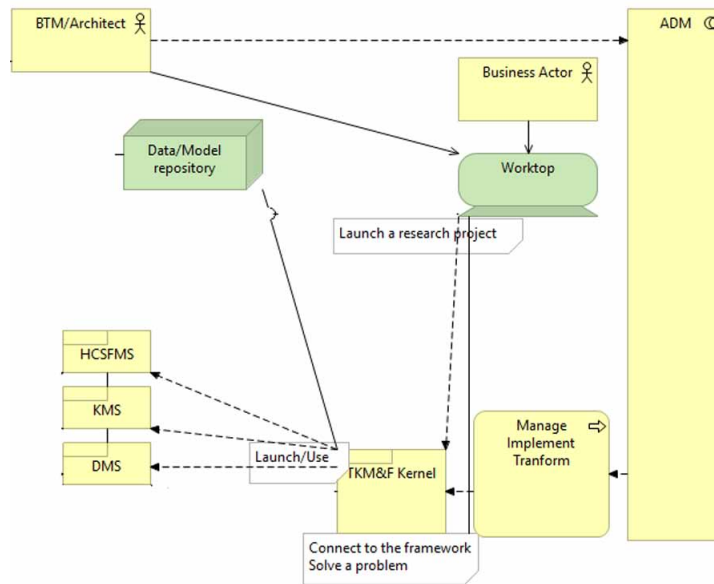 BTM/Architect
ADM
Business Actor
Data/Model
repository
Worktop
Launch a research project
HCSFMS
KMS
DMS
Launch/Use
TKM&F Kernel
Manage
Implement
Tranform
Connect to the framework
Solve a problem